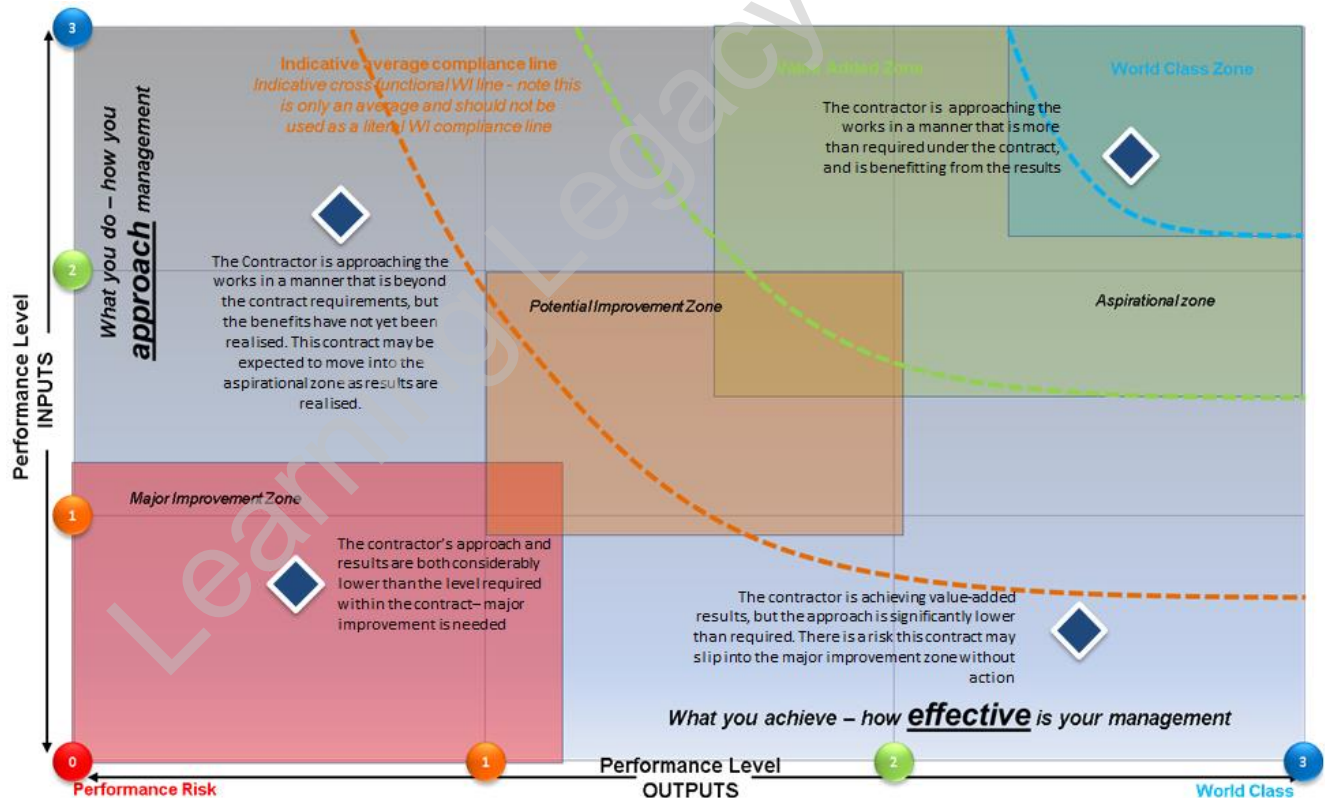 3
Indicative average compliance line
Indicative cross functional WI line - note this
is only an average and should not be
used as a literal WI compliance line
Value Added Zone
World Class Zone
The contractor is approaching the
works in a manner that is more
than required under the contract,
and is benefitting from the results
What you do – how you
approach management
Performance Level
INPUTS
2
The Contractor is approaching the
works in a manner that is beyond
the contract requirements, but
the benefits have not yet been
realised. This contract may be
expected to move into the
aspirational zone as results are
realised.
Potential Improvement Zone
Aspirational zone
Major Improvement Zone
1
The contractor's approach and
results are both considerably
lower than the level required
within the contract– major
improvement is needed
The contractor is achieving value-added
results, but the approach is significantly lower
than required. There is a risk this contract may
slip into the major improvement zone without
action
What you achieve – how effective is your management
0
1
2
3
Performance Risk
Performance Level
OUTPUTS
World Class
Learning Legacy